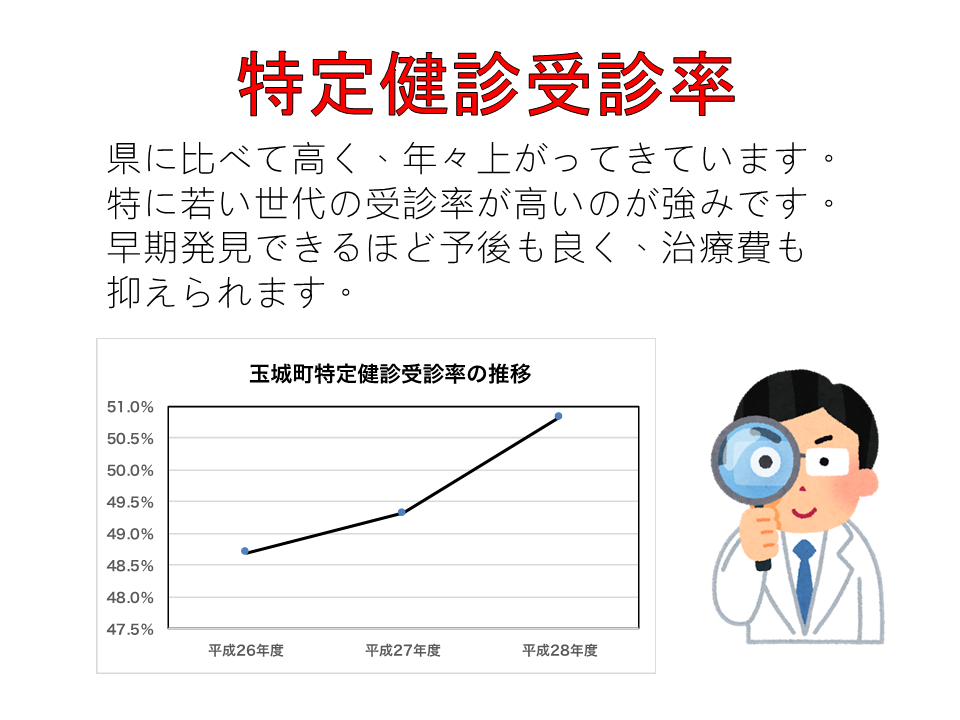 特定健診受診率
県に比べて高く、年々上がってきています。
特に若い世代の受診率が高いのが強みです。
早期発見できるほど予後も良く、治療費も
抑えられます。
玉城町特定健診受診率の推移
51.0%
50.5%
50.0%
49.5%
49.0%
48.5%
48.0%
47.5%
平成26年度 平成27年度 平成28年度